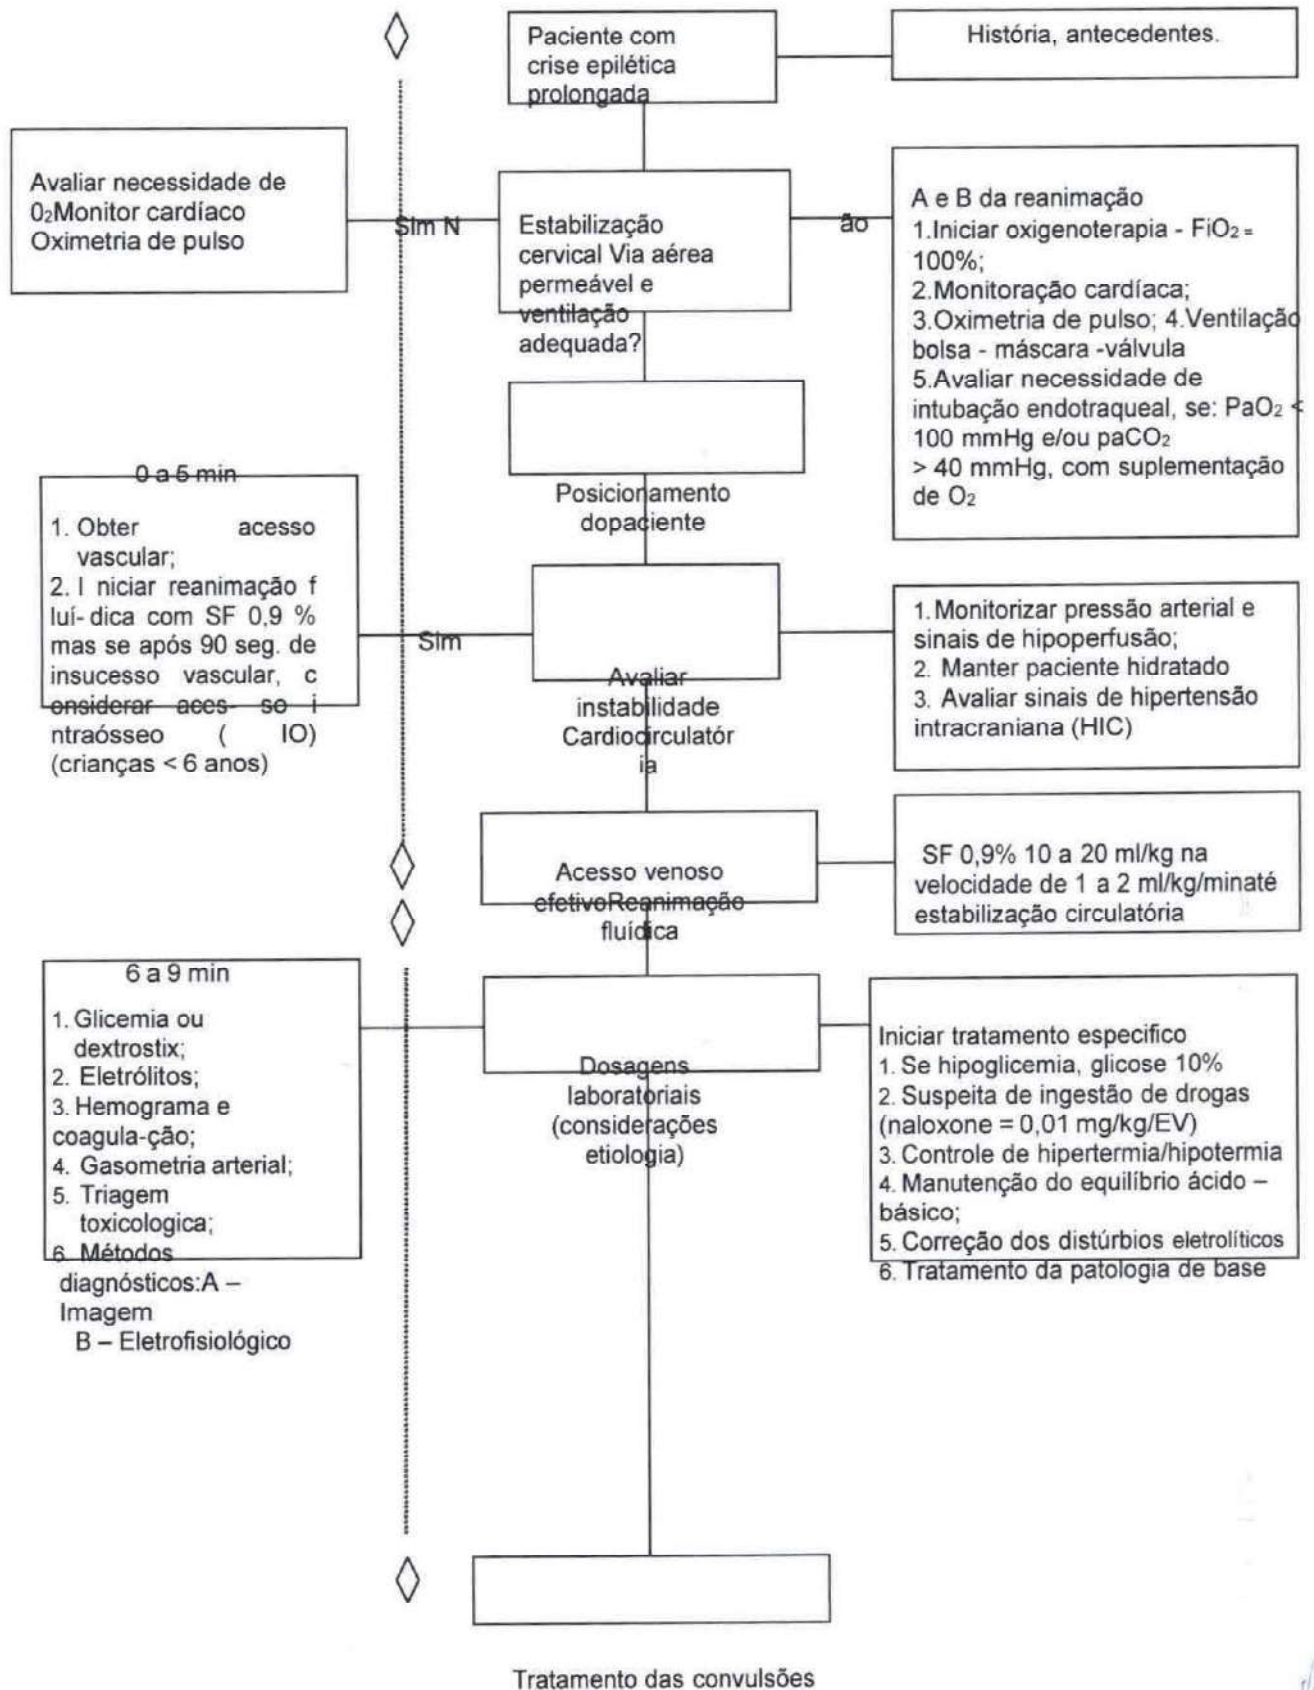 Paciente com
crise epilética
prolongada
História, antecedentes.
Avaliar necessidade de
0₂Monitor cardíaco
Oximetria de pulso
Sim N
Estabilização
cervical Via aérea
permeável e
ventilação
adequada?
ão
A e B da reanimação
1.Iniciar oxigenoterapia - FiO₂ =
100%;
2.Monitoração cardíaca;
3.Oximetria de pulso; 4.Ventilação
bolsa - máscara -válvula
5.Avaliar necessidade de
intubação endotraqueal, se: PaO₂ <
100 mmHg e/ou paCO₂
> 40 mmHg, com suplementação
de O₂
Posicionamento
dopaciente
0 a 5 min
1. Obter acesso
vascular;
2. I niciar reanimação f
luí-dica com SF 0,9 %
mas se após 90 seg. de
insucesso vascular, c
onsiderar aces- so i
ntraósseo ( IO)
(crianças < 6 anos)
Sim
Avaliar
instabilidade
Cardiocirculatór
ia
1. Monitorizar pressão arterial e
sinais de hipoperfusão;
2. Manter paciente hidratado
3. Avaliar sinais de hipertensão
intracraniana (HIC)
Acesso venoso
efetivoReanimação
fluídica
SF 0,9% 10 a 20 ml/kg na
velocidade de 1 a 2 ml/kg/minaté
estabilização circulatória
6 a 9 min
1. Glicemia ou
dextrostix;
2. Eletrólitos;
3. Hemograma e
coagula-ção;
4. Gasometria arterial;
5. Triagem
toxicologica;
6. Métodos
diagnósticos:A –
Imagem
B – Eletrofisiológico
Dosagens
laboratoriais
(considerações
etiologia)
Iniciar tratamento especifico
1. Se hipoglicemia, glicose 10%
2. Suspeita de ingestão de drogas
(naloxone = 0,01 mg/kg/EV)
3. Controle de hipertermia/hipotermia
4. Manutenção do equilíbrio ácido –
básico;
5. Correção dos distúrbios eletrolíticos
6. Tratamento da patologia de base
Tratamento das convulsões